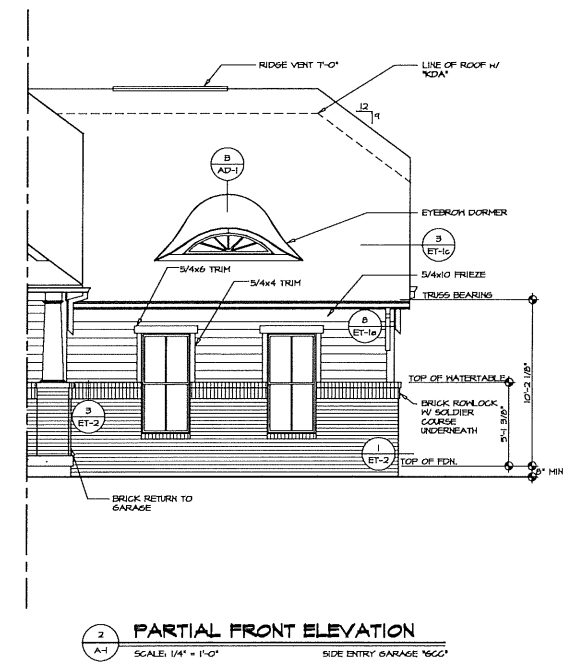 RIDGE VENT 7'-0"
LINE OF ROOF W/
"KDA"
12
9
B
AD-1
EYEBROW DORMER
3
ET-1c
5/4x6 TRIM
5/4x4 TRIM
5/4x10 FRIEZE
TRUSS BEARING
B
ET-1a
TOP OF WATERTABLE
10'-2 1/8"
BRICK ROWLOCK
W/ SOLDIER
COURSE
UNDERNEATH
5'-1 3/8"
3
ET-2
1
ET-2
TOP OF FDN.
8" MIN
BRICK RETURN TO
GARAGE
2
A-1
PARTIAL FRONT ELEVATION
SCALE: 1/4" = 1'-0"
SIDE ENTRY GARAGE "GCC"